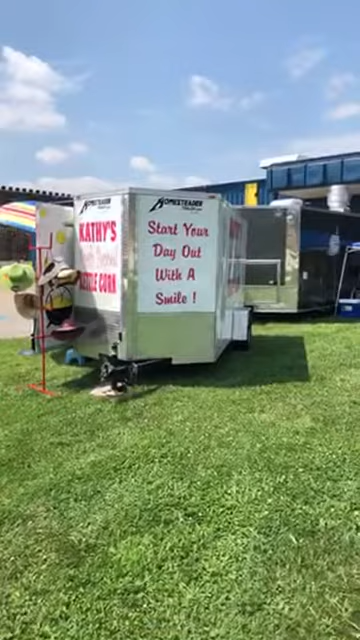 HOMESTEADER
KATHY'S
KETTLE CORN
HOMESTEADER
Start Your
Day Out
With A
Smile !